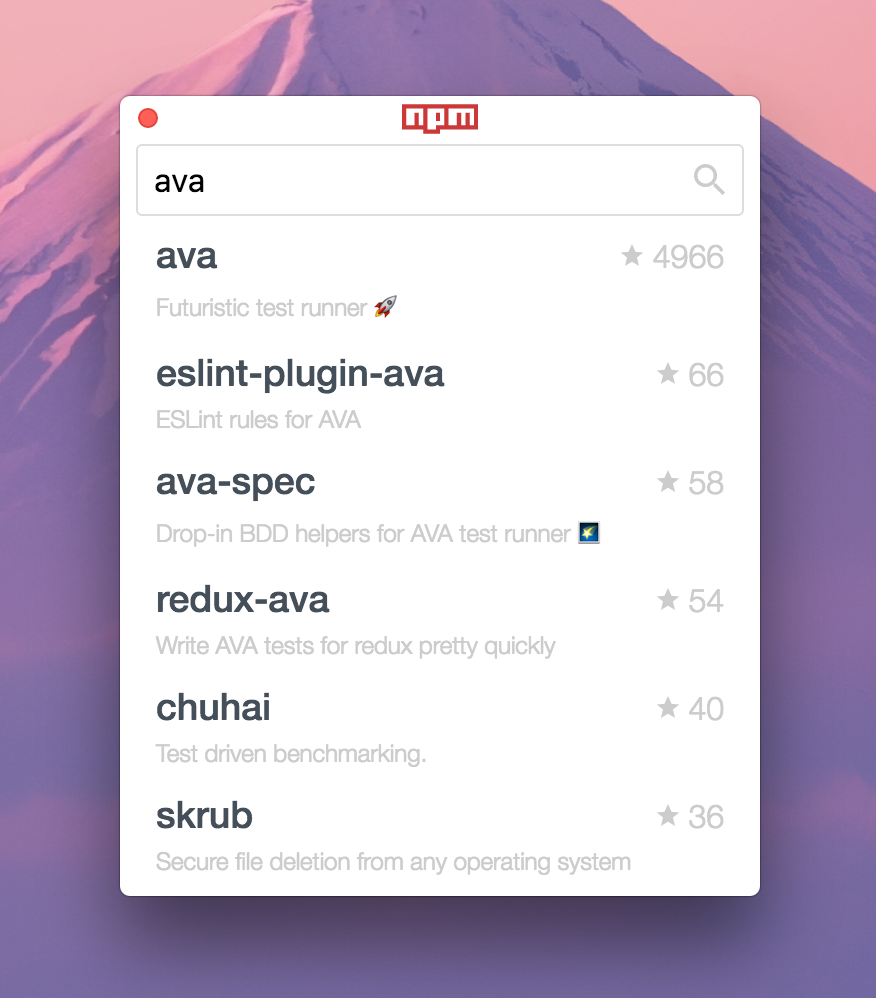 npm
ava
ava ★ 4966
Futuristic test runner 🚀
eslint-plugin-ava ★ 66
ESLint rules for AVA
ava-spec ★ 58
Drop-in BDD helpers for AVA test runner 🌠
redux-ava ★ 54
Write AVA tests for redux pretty quickly
chuhai ★ 40
Test driven benchmarking.
skrub ★ 36
Secure file deletion from any operating system